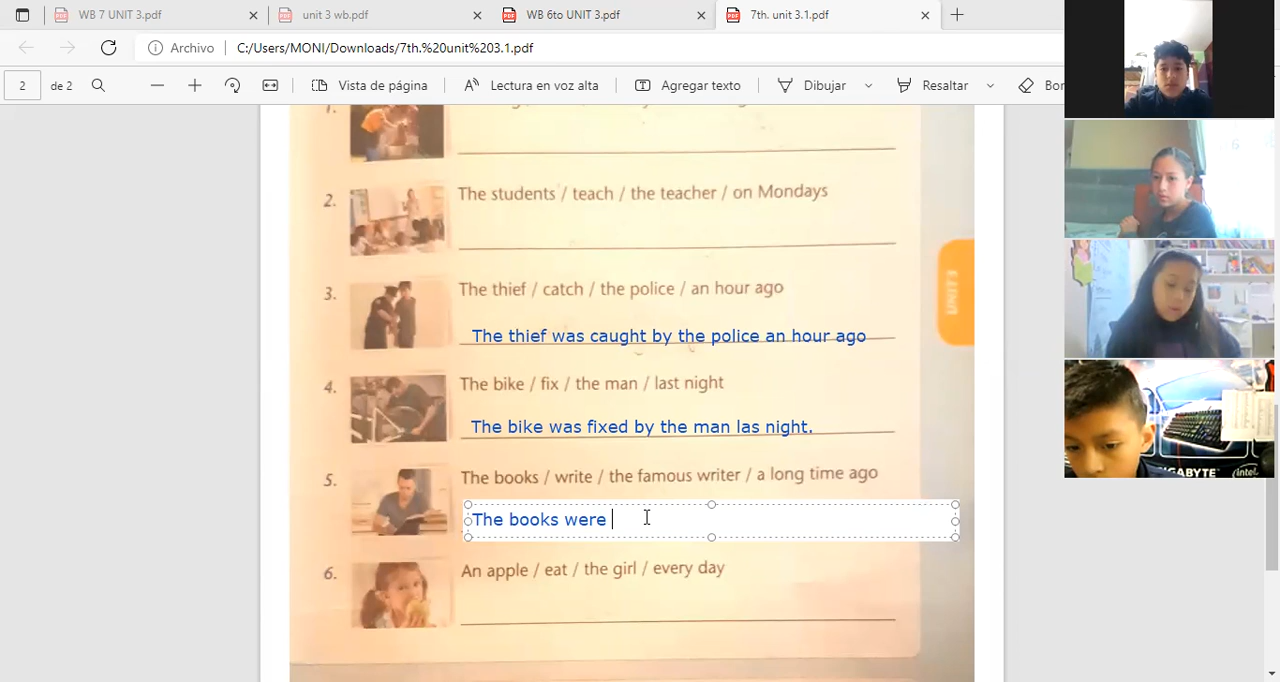 WB 7 UNIT 3.pdf
unit 3 wb.pdf
WB 6to UNIT 3.pdf
7th. unit 3.1.pdf
Archivo
C:/Users/MONI/Downloads/7th.%20unit%203.1.pdf
2
de 2
Vista de página
Lectura en voz alta
Agregar texto
Dibujar
Resaltar
1.
2.
The students / teach / the teacher / on Mondays
3.
The thief / catch / the police / an hour ago
UNIT 3
The thief was caught by the police an hour ago
4.
The bike / fix / the man / last night
The bike was fixed by the man las night.
5.
The books / write / the famous writer / a long time ago
The books were
6.
An apple / eat / the girl / every day
GIGABYTE
intel